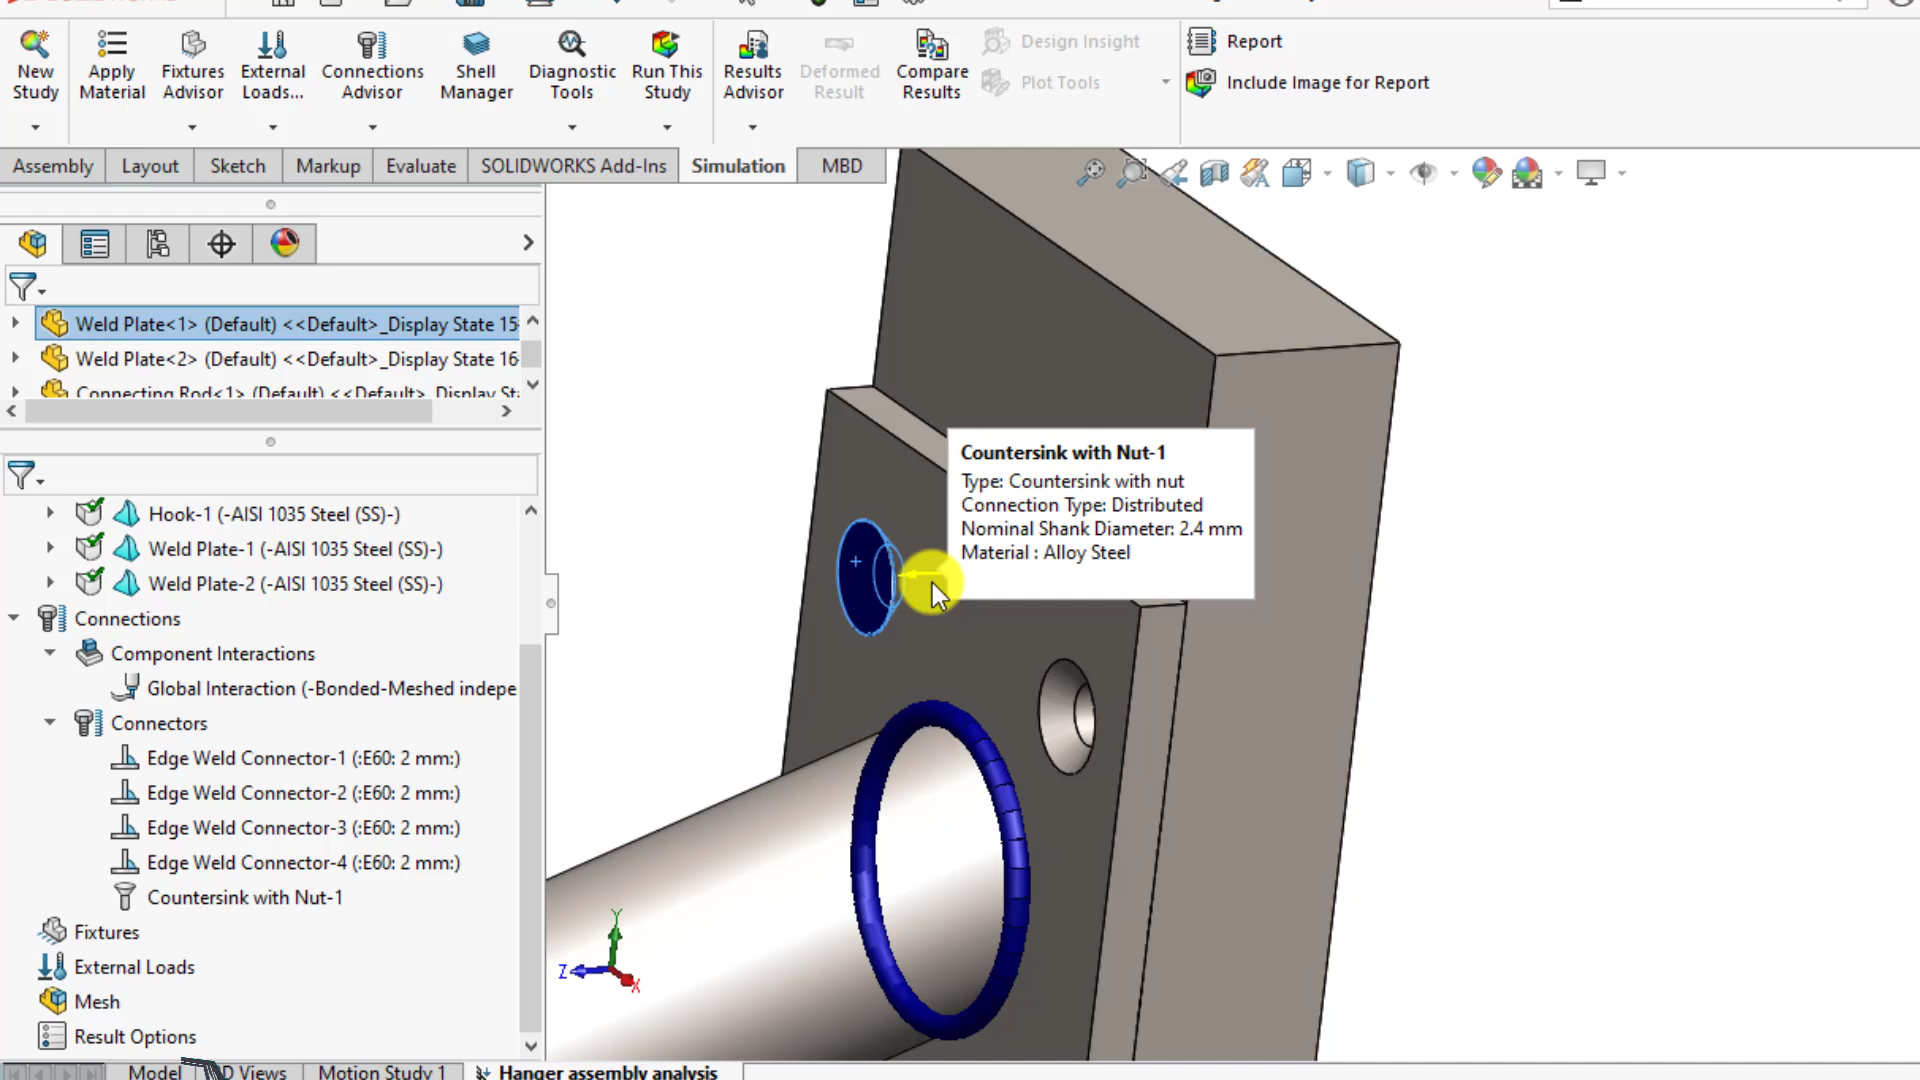 New Study
Apply Material
Fixtures Advisor
External Loads...
Connections Advisor
Shell Manager
Diagnostic Tools
Run This Study
Results Advisor
Deformed Result
Compare Results
Design Insight
Plot Tools
Report
Include Image for Report
Assembly
Layout
Sketch
Markup
Evaluate
SOLIDWORKS Add-Ins
Simulation
MBD
Weld Plate<1> (Default) <<Default>_Display State 15
Weld Plate<2> (Default) <<Default>_Display State 16
Connecting Rod<1> (Default) <<Default>_Display St
Hook-1 (-AISI 1035 Steel (SS)-)
Weld Plate-1 (-AISI 1035 Steel (SS)-)
Weld Plate-2 (-AISI 1035 Steel (SS)-)
Connections
Component Interactions
Global Interaction (-Bonded-Meshed indepe
Connectors
Edge Weld Connector-1 (:E60: 2 mm:)
Edge Weld Connector-2 (:E60: 2 mm:)
Edge Weld Connector-3 (:E60: 2 mm:)
Edge Weld Connector-4 (:E60: 2 mm:)
Countersink with Nut-1
Fixtures
External Loads
Mesh
Result Options
Countersink with Nut-1
Type: Countersink with nut
Connection Type: Distributed
Nominal Shank Diameter: 2.4 mm
Material : Alloy Steel
Y
Z
X
Model
D Views
Motion Study 1
Hanger assembly analysis